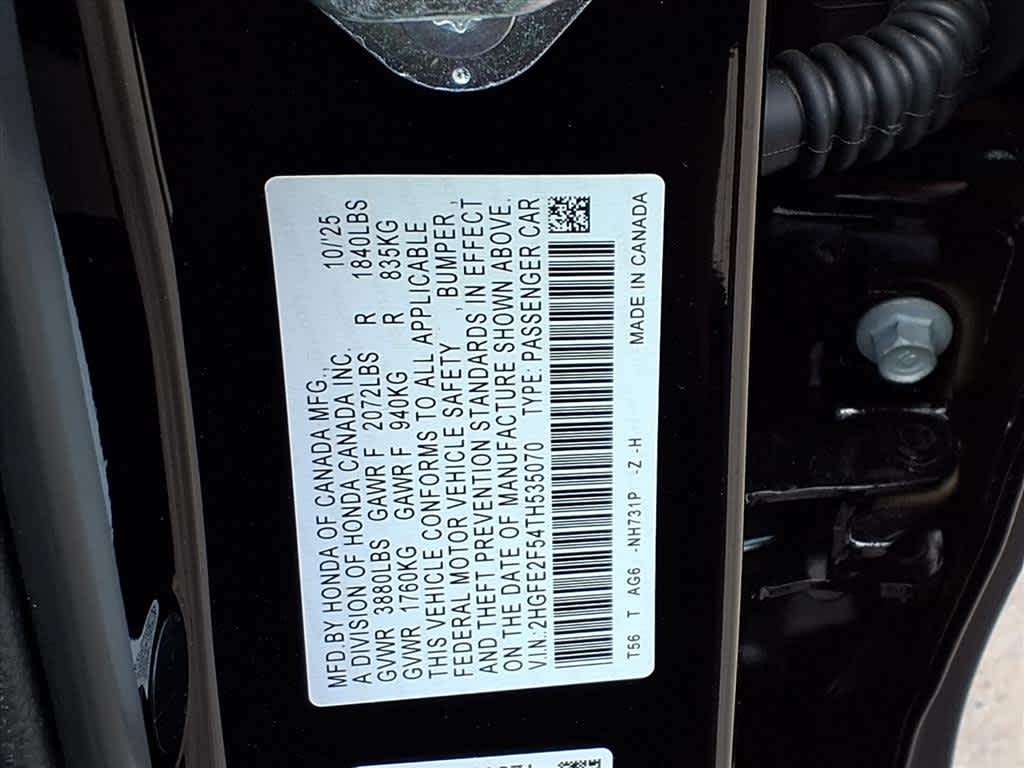 MFD.BY HONDA OF CANADA MFG., 10/'25
A DIVISION OF HONDA CANADA INC.
GVWR 3880LBS GAWR F 2072LBS R 1840LBS
GVWR 1760KG GAWR F 940KG R 835KG
THIS VEHICLE CONFORMS TO ALL APPLICABLE
FEDERAL MOTOR VEHICLE SAFETY , BUMPER ,
AND THEFT PREVENTION STANDARDS IN EFFECT
ON THE DATE OF MANUFACTURE SHOWN ABOVE.
V.I.N.:2HGFE2F54TH535070 TYPE: PASSENGER CAR
T56 T AG6 -NH731P -Z -H MADE IN CANADA